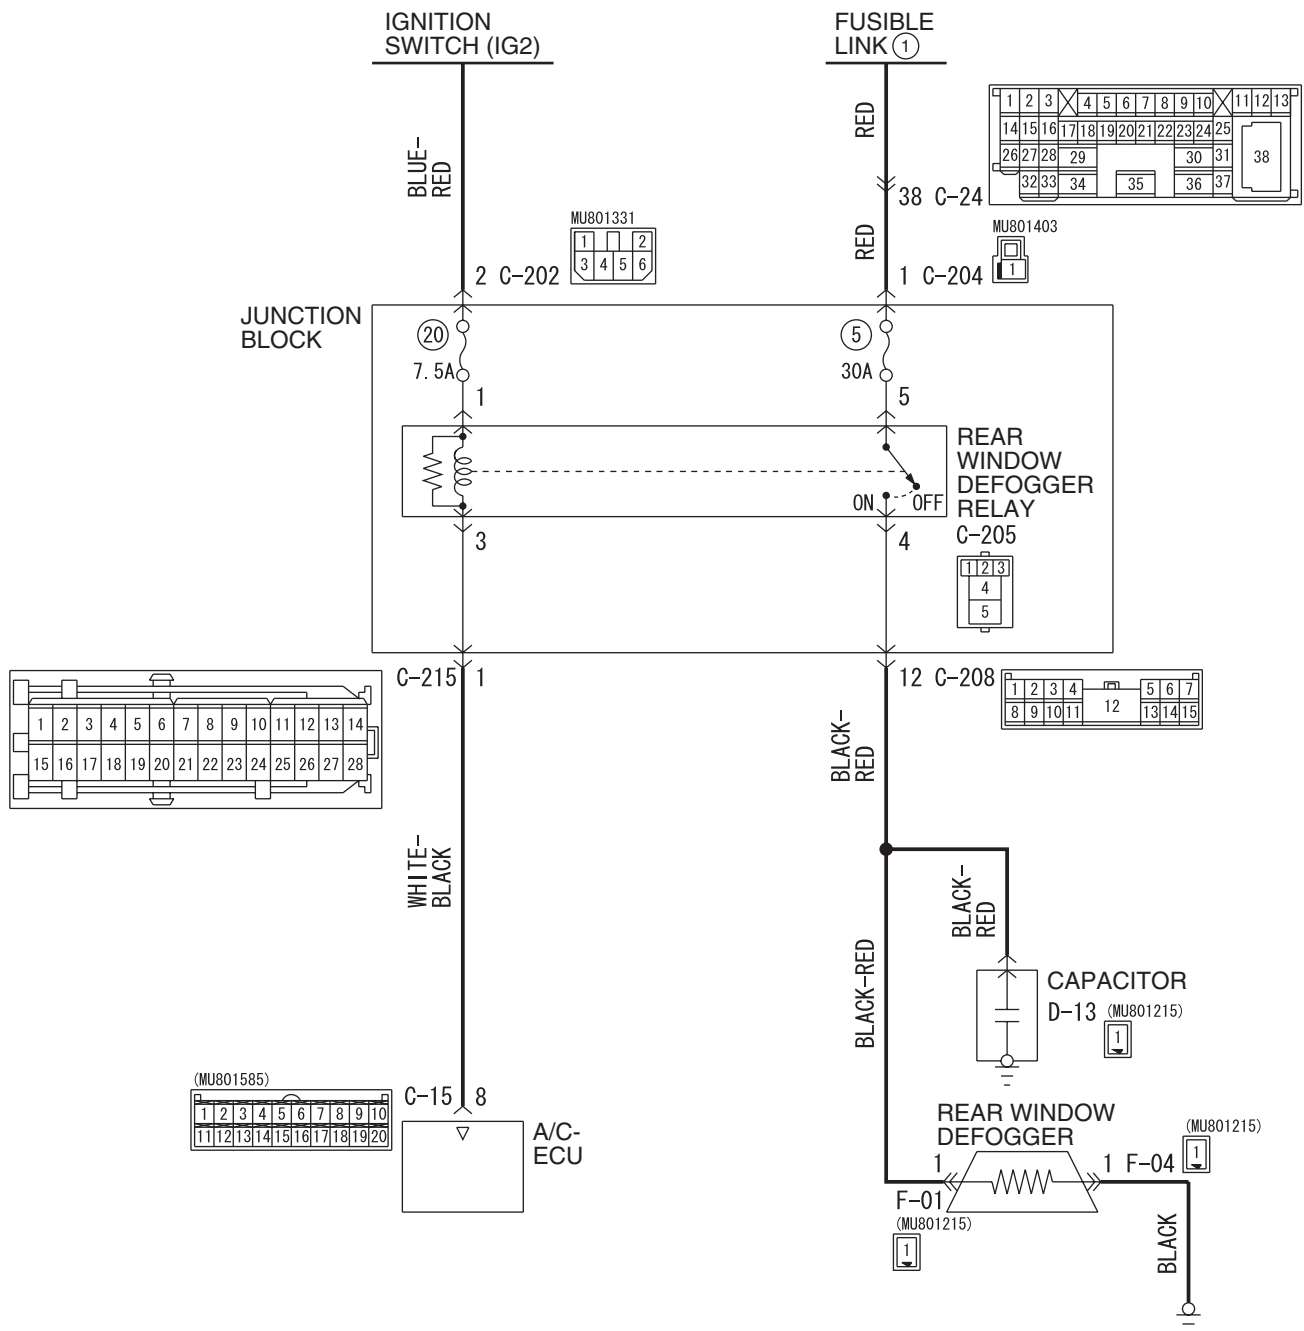 IGNITION
SWITCH (IG2)
FUSIBLE
LINK ①
BLUE-
RED
RED
1 2 3 4 5 6 7 8 9 10 11 12 13
14 15 16 17 18 19 20 21 22 23 24 25
26 27 28 29 30 31 38
32 33 34 35 36 37
38 C-24
RED
MU801331
1 2
3 4 5 6
MU801403
1
2 C-202
1 C-204
JUNCTION
BLOCK
20
7.5A
5
30A
1
5
REAR
WINDOW
DEFOGGER
RELAY
ON OFF
C-205
1 2 3
4
5
3
4
C-215 1
12 C-208
1 2 3 4 5 6 7
12
8 9 10 11 13 14 15
1 2 3 4 5 6 7 8 9 10 11 12 13 14
15 16 17 18 19 20 21 22 23 24 25 26 27 28
BLACK-
RED
WHITE-
BLACK
BLACK-
RED
BLACK-RED
CAPACITOR
D-13 (MU801215)
1
(MU801585)
1 2 3 4 5 6 7 8 9 10
11 12 13 14 15 16 17 18 19 20
C-15 8
A/C-
ECU
REAR WINDOW
DEFOGGER
(MU801215)
1
1
1 F-04
F-01
(MU801215)
1
BLACK